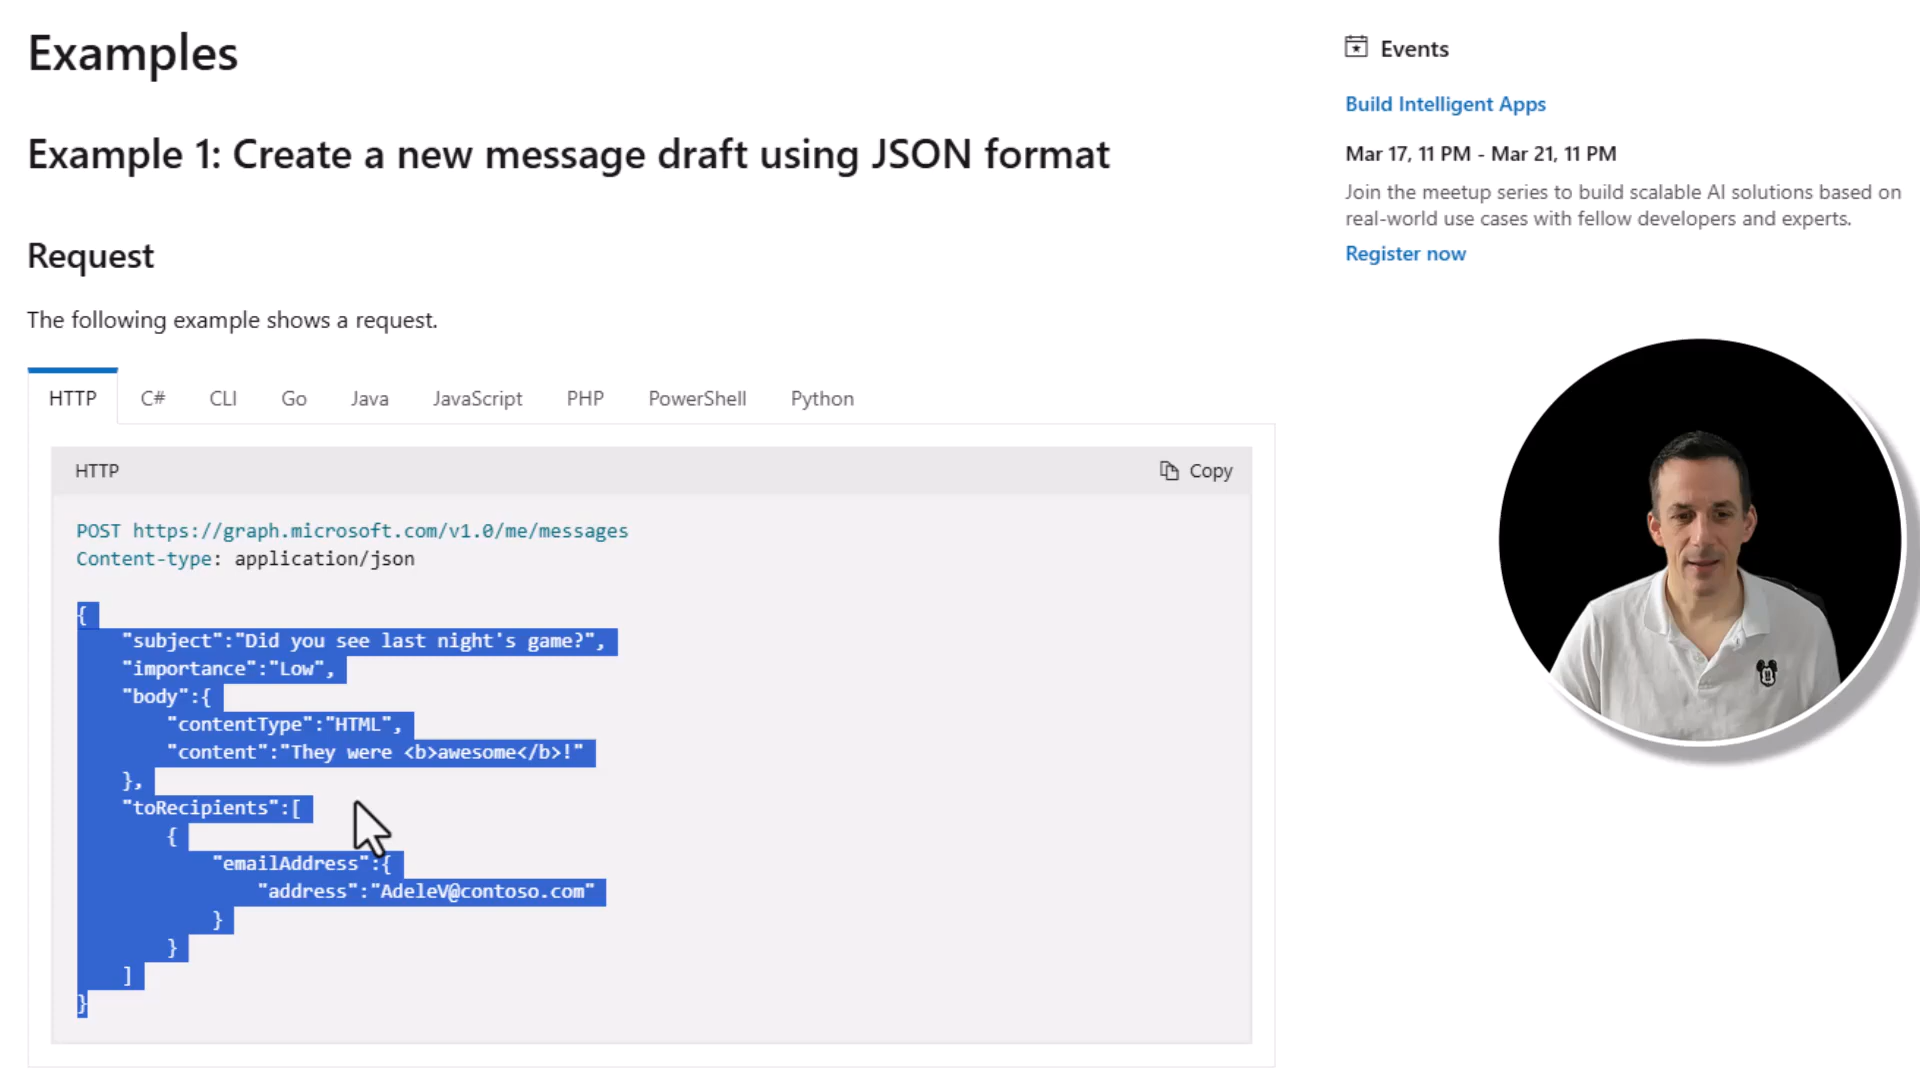 Examples
Example 1: Create a new message draft using JSON format
Request
The following example shows a request.
HTTP C# CLI Go Java JavaScript PHP PowerShell Python
HTTP Copy
POST https://graph.microsoft.com/v1.0/me/messages
Content-type: application/json
{
    "subject":"Did you see last night's game?",
    "importance":"Low",
    "body":{
        "contentType":"HTML",
        "content":"They were <b>awesome</b>!"
    },
    "toRecipients":[
        {
            "emailAddress":{
                "address":"AdeleV@contoso.com"
            }
        }
    ]
}
Events
Build Intelligent Apps
Mar 17, 11 PM - Mar 21, 11 PM
Join the meetup series to build scalable AI solutions based on
real-world use cases with fellow developers and experts.
Register now